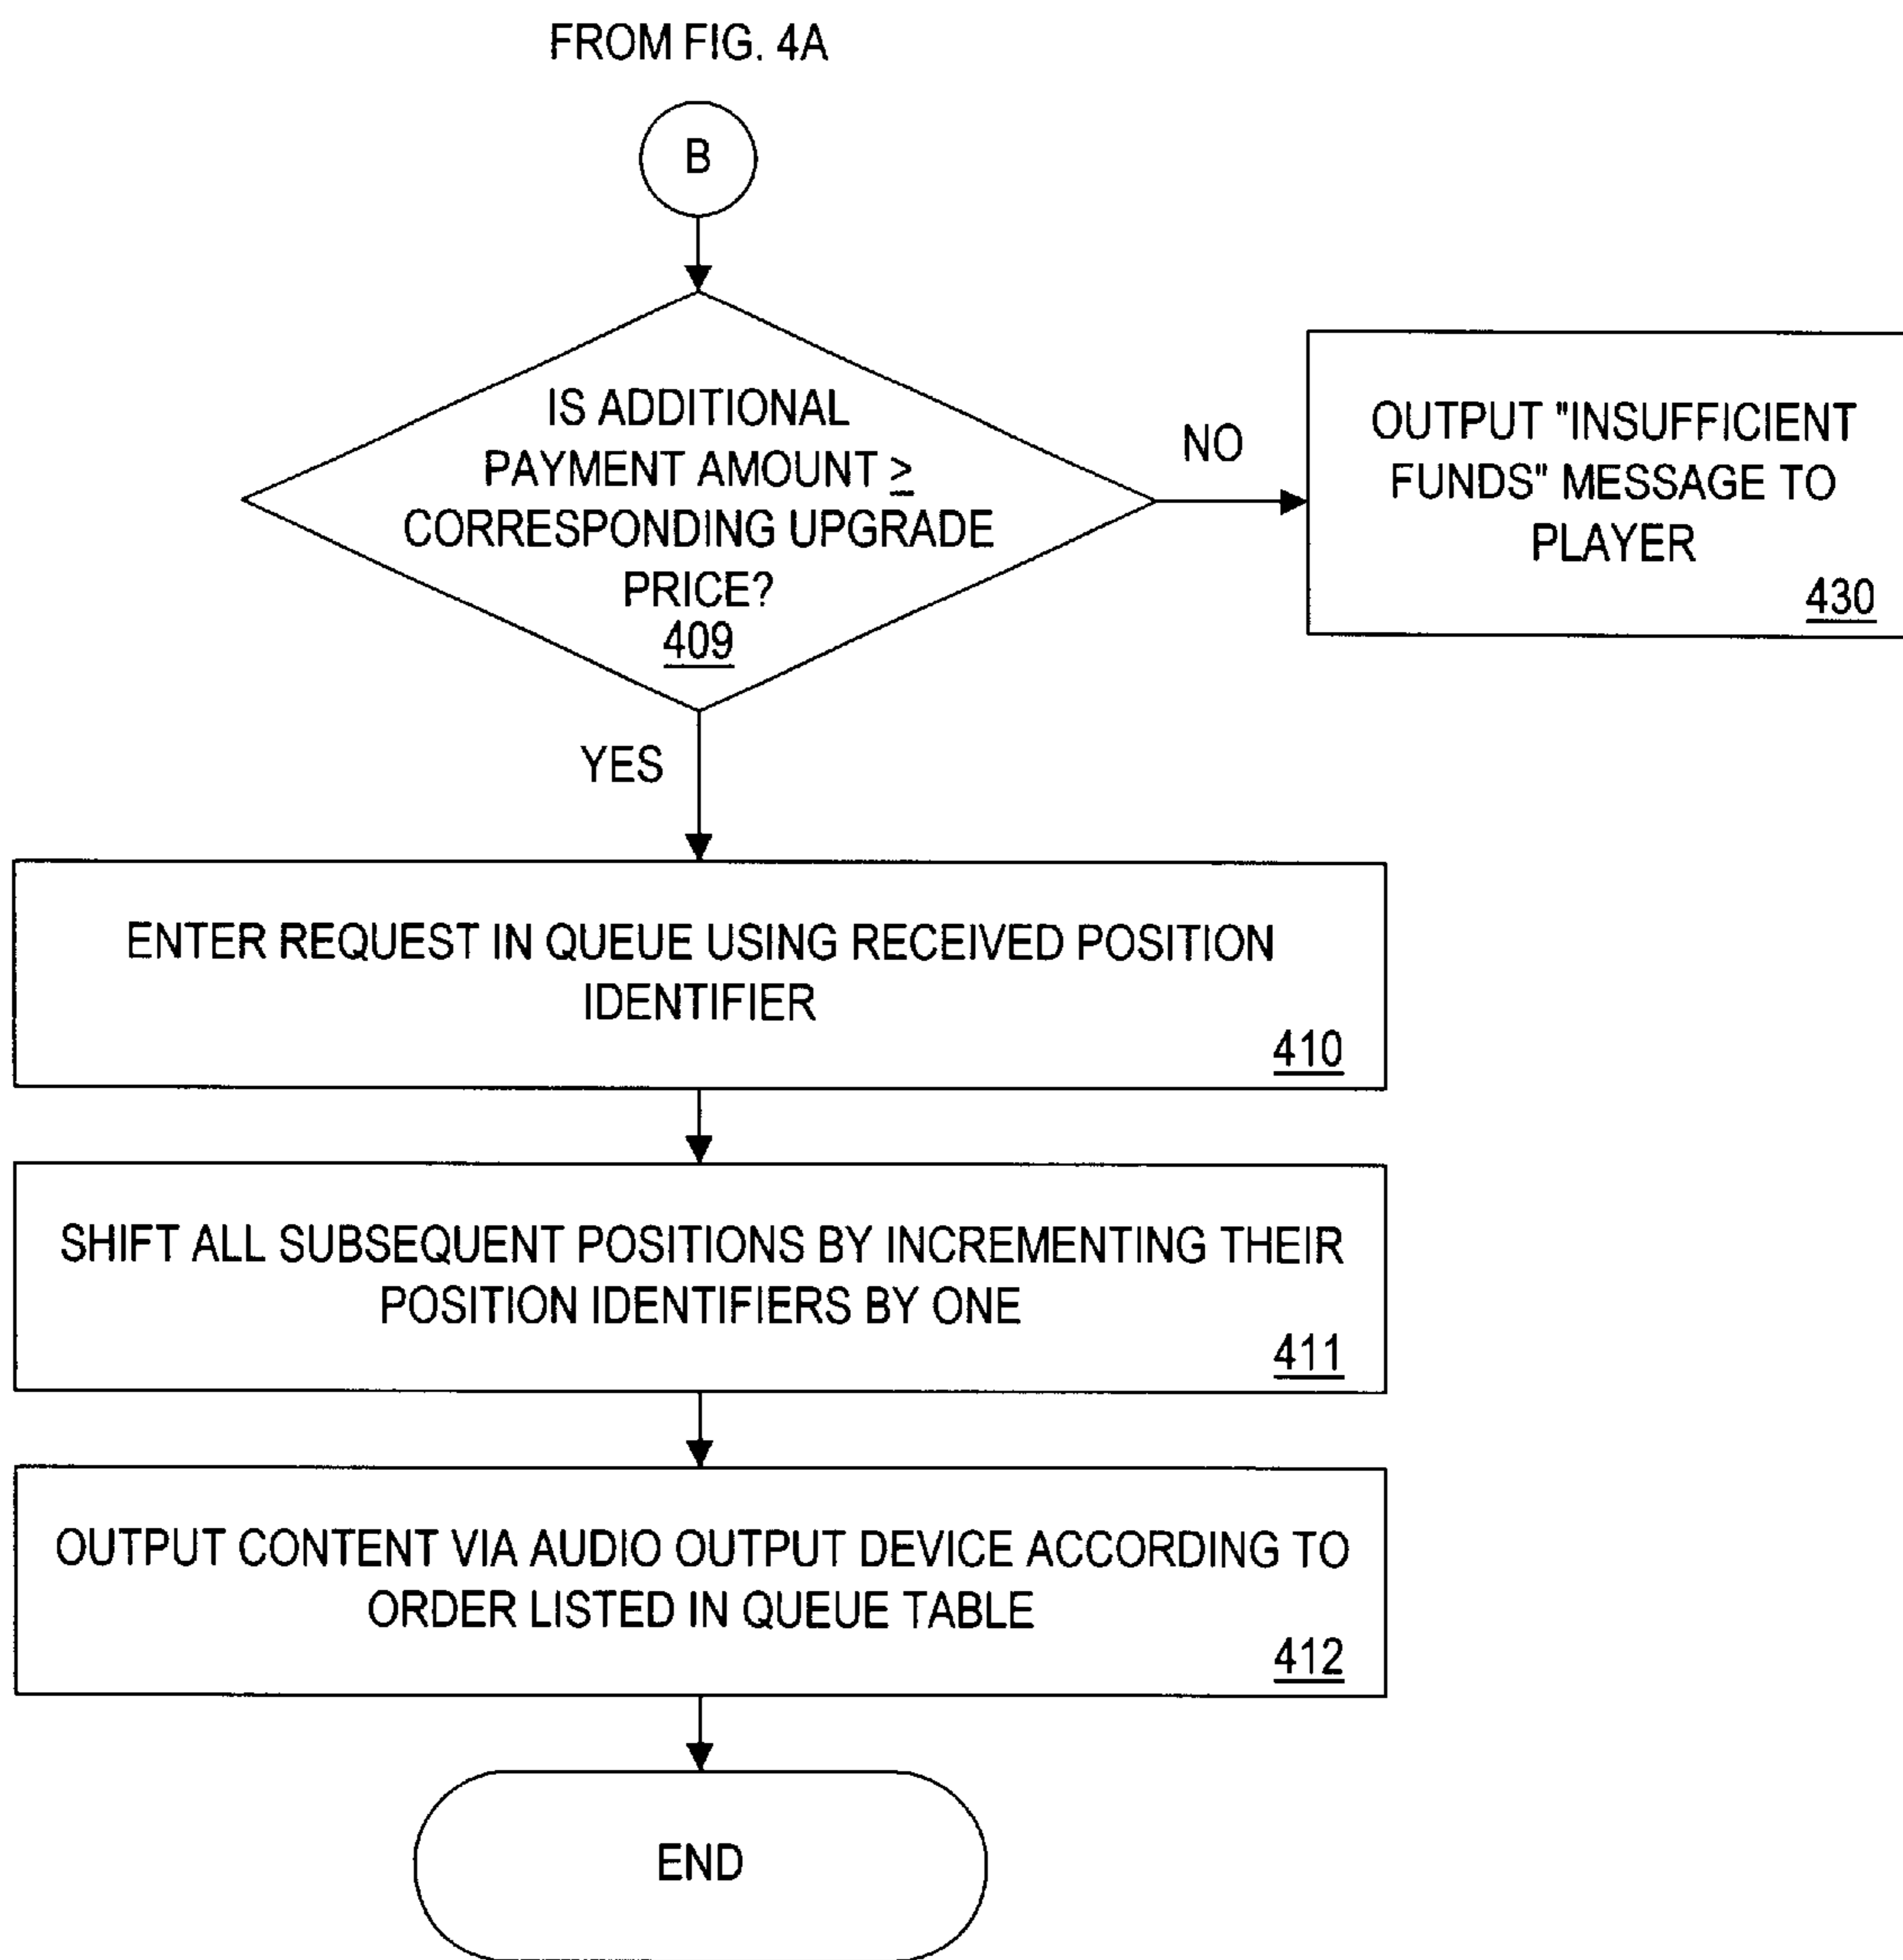 FROM FIG. 4A
B
IS ADDITIONAL
PAYMENT AMOUNT ≥
CORRESPONDING UPGRADE
PRICE?
409
NO
OUTPUT "INSUFFICIENT
FUNDS" MESSAGE TO
PLAYER
430
YES
ENTER REQUEST IN QUEUE USING RECEIVED POSITION
IDENTIFIER
410
SHIFT ALL SUBSEQUENT POSITIONS BY INCREMENTING THEIR
POSITION IDENTIFIERS BY ONE
411
OUTPUT CONTENT VIA AUDIO OUTPUT DEVICE ACCORDING TO
ORDER LISTED IN QUEUE TABLE
412
END